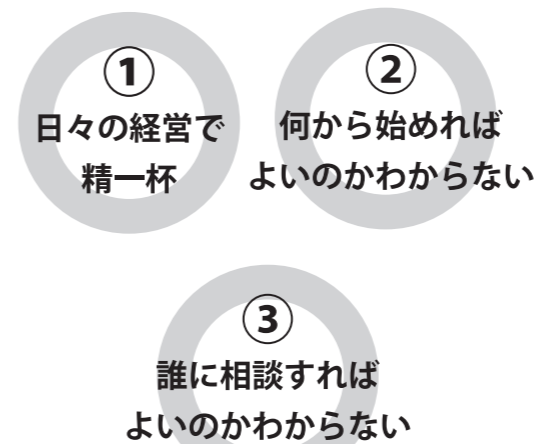 ①
日々の経営で
精一杯
②
何から始めれば
よいのかわからない
③
誰に相談すれば
よいのかわからない